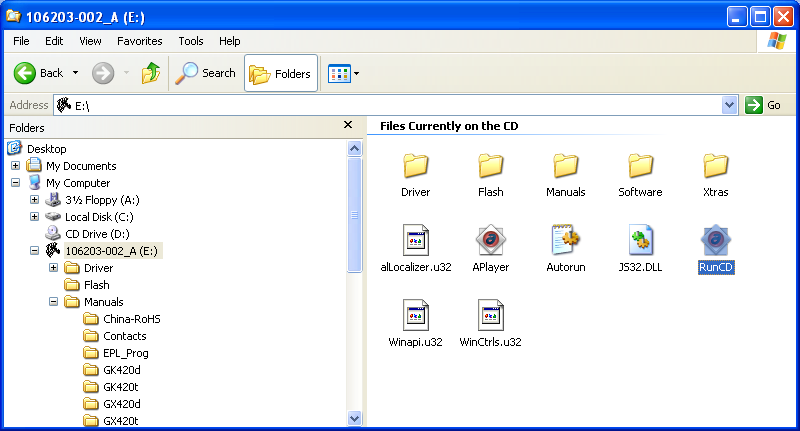 106203-002_A (E:)
File Edit View Favorites Tools Help
Back Search Folders
Address E:\ Go
Folders
Desktop
My Documents
My Computer
3½ Floppy (A:)
Local Disk (C:)
CD Drive (D:)
106203-002_A (E:)
Driver
Flash
Manuals
China-RoHS
Contacts
EPL_Prog
GK420d
GK420t
GX420d
GX420t
Files Currently on the CD
Driver Flash Manuals Software Xtras
alLocalizer.u32 APlayer Autorun JS32.DLL RunCD
Winapi.u32 WinCtrls.u32